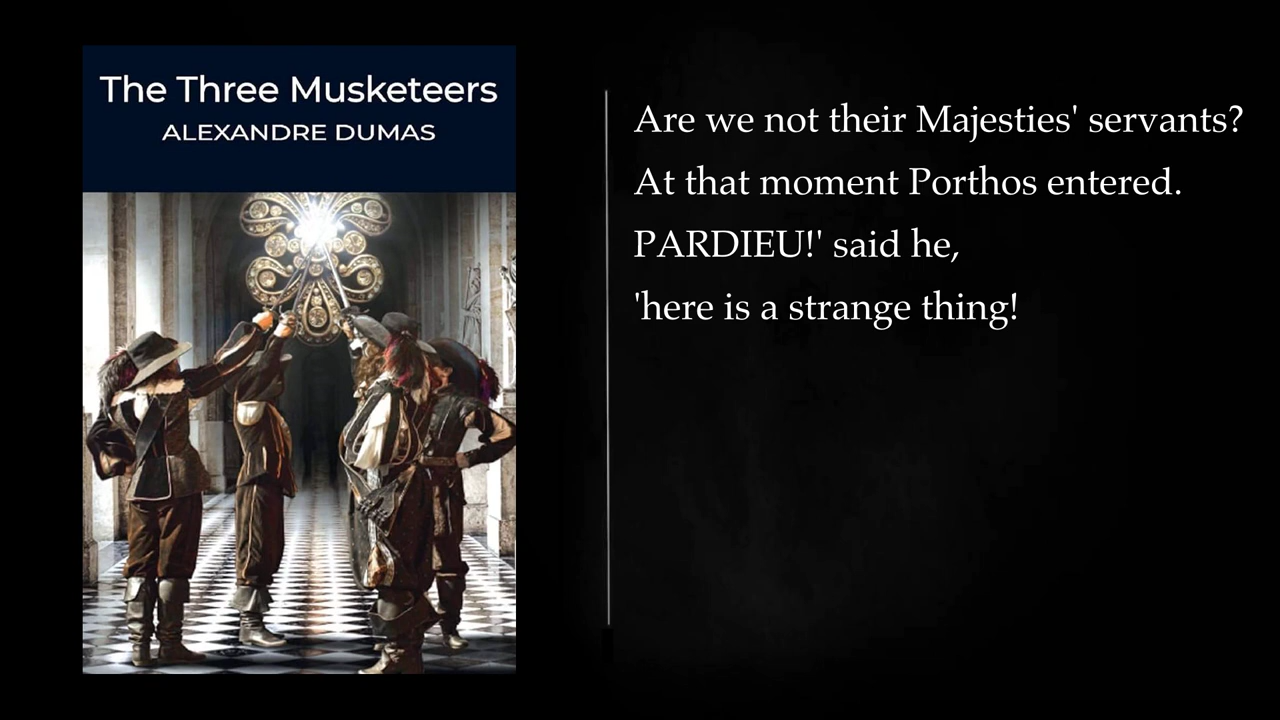 The Three Musketeers
ALEXANDRE DUMAS
Are we not their Majesties' servants?
At that moment Porthos entered.
PARDIEU!' said he,
'here is a strange thing!